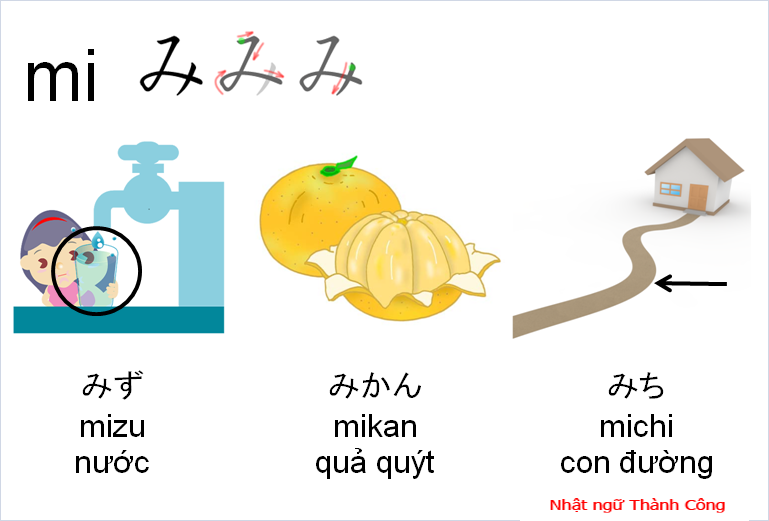 mi み み み
みず
mizu
nước
みかん
mikan
quả quýt
みち
michi
con đường
Nhật ngữ Thành Công